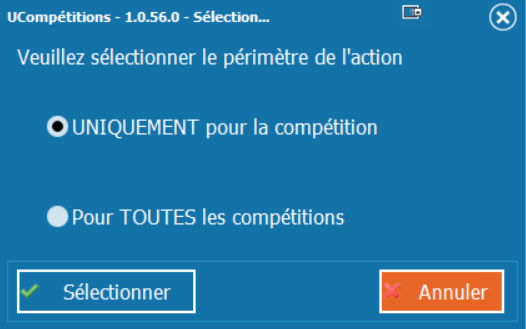 UCompétitions - 1.0.56.0 - Sélection...
Veuillez sélectionner le périmètre de l'action
UNIQUEMENT pour la compétition
Pour TOUTES les compétitions
Sélectionner
Annuler